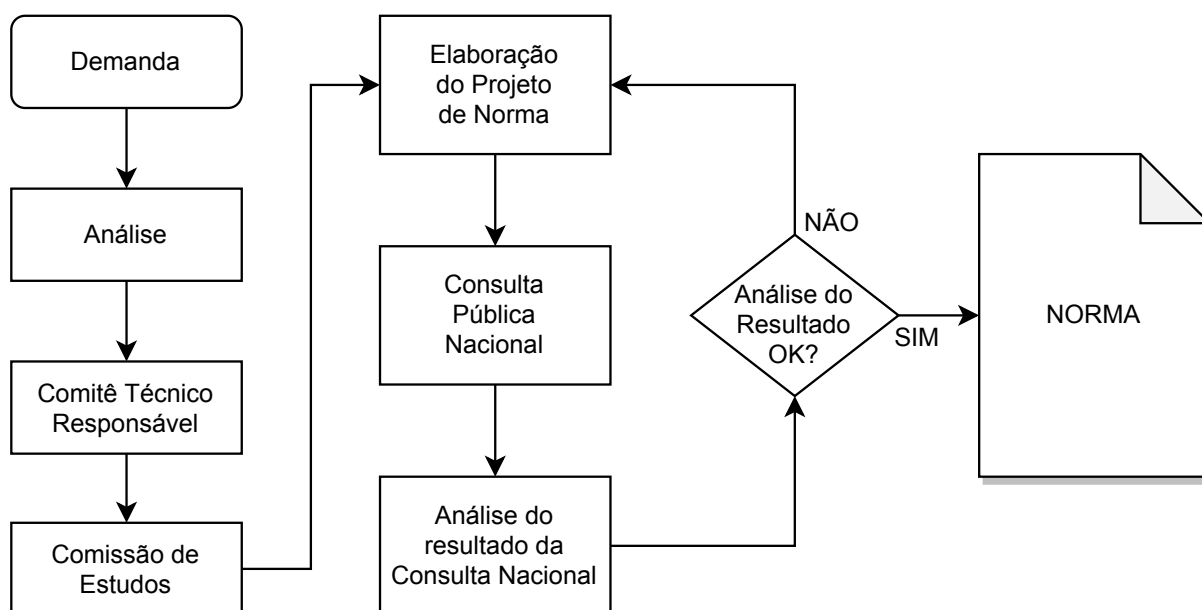 Demanda
Análise
Comitê Técnico
Responsável
Comissão de
Estudos
Elaboração
do Projeto
de Norma
Consulta
Pública
Nacional
Análise do
resultado da
Consulta Nacional
NÃO
Análise do
Resultado
OK?
SIM
NORMA